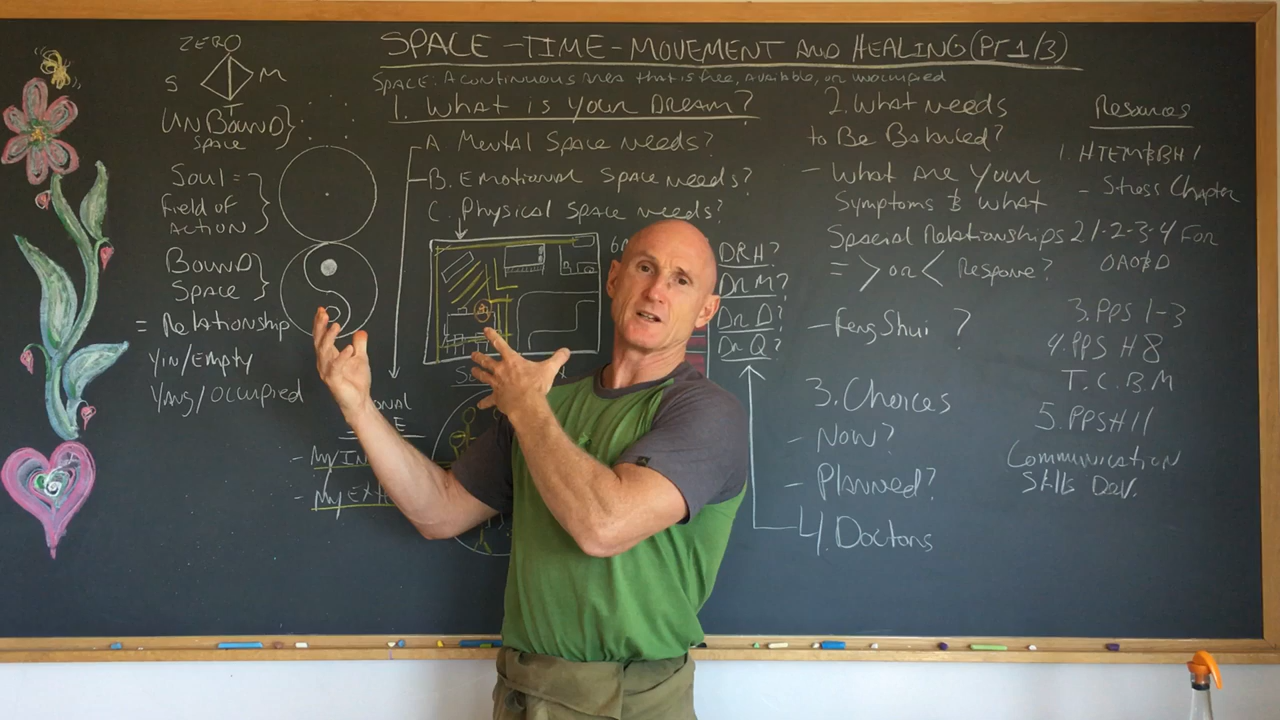 SPACE-TIME-MOVEMENT AND HEALING (PT 1/3)
SPACE: A continuous area that is free, available, or unoccupied
ZERO
S M
T
UNBOUND
SPACE
Soul =
Field of
ACTION
BOUND
SPACE
= Relationship
YIN/Empty
YANG/OCCUPIED
1. What is Your Dream?
A Mental Space needs?
B. Emotional Space needs?
C. Physical Space needs?
DR H?
DR M?
DR D?
DR Q?
- My IN
- My EXT
2. What needs
to Be Balanced?
- What Are Your
Symptoms & What
Spacial Relationships
= > or < Response?
- Feng Shui ?
3. Choices
- Now?
- Planned?
4. Doctors
Resources
1. HTEM&BH!
- Stress Chapter
2. 1-2-3-4 For
OAO&D
3. PPS 1-3
4. PPS H 8
T.C.B.M
5. PPS H 11
Communication
Skills Dev.